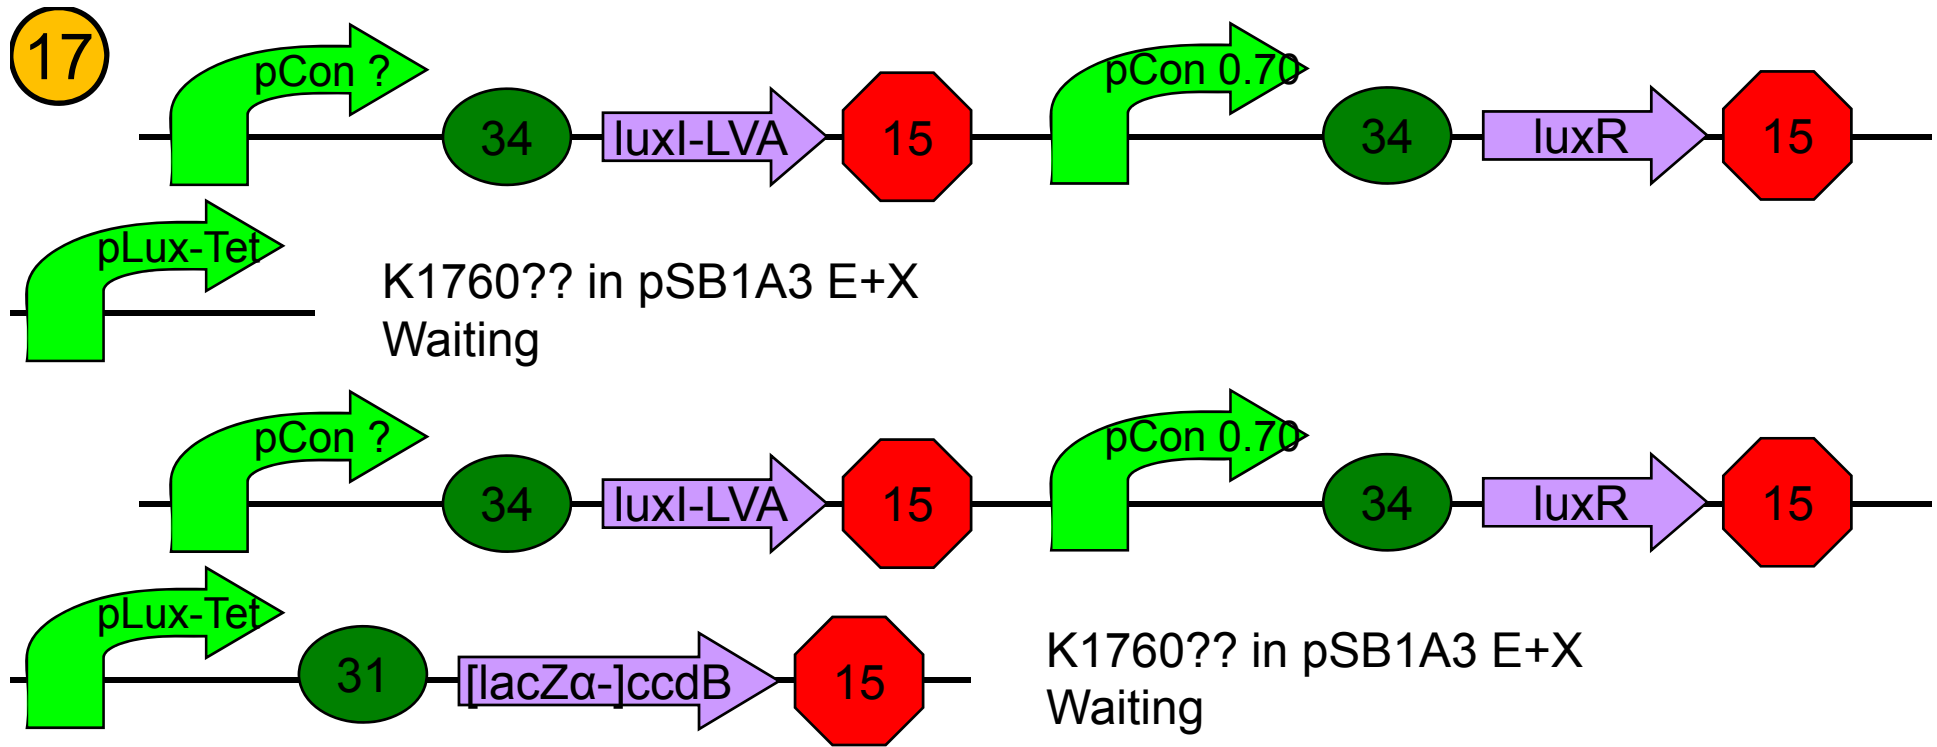 17
pCon ? 34 luxI-LVA 15 pCon 0.70 34 luxR 15
pLux-Tet
K1760?? in pSB1A3 E+X
Waiting
pCon ? 34 luxI-LVA 15 pCon 0.70 34 luxR 15
pLux-Tet 31 [lacZα-]ccdB 15
K1760?? in pSB1A3 E+X
Waiting